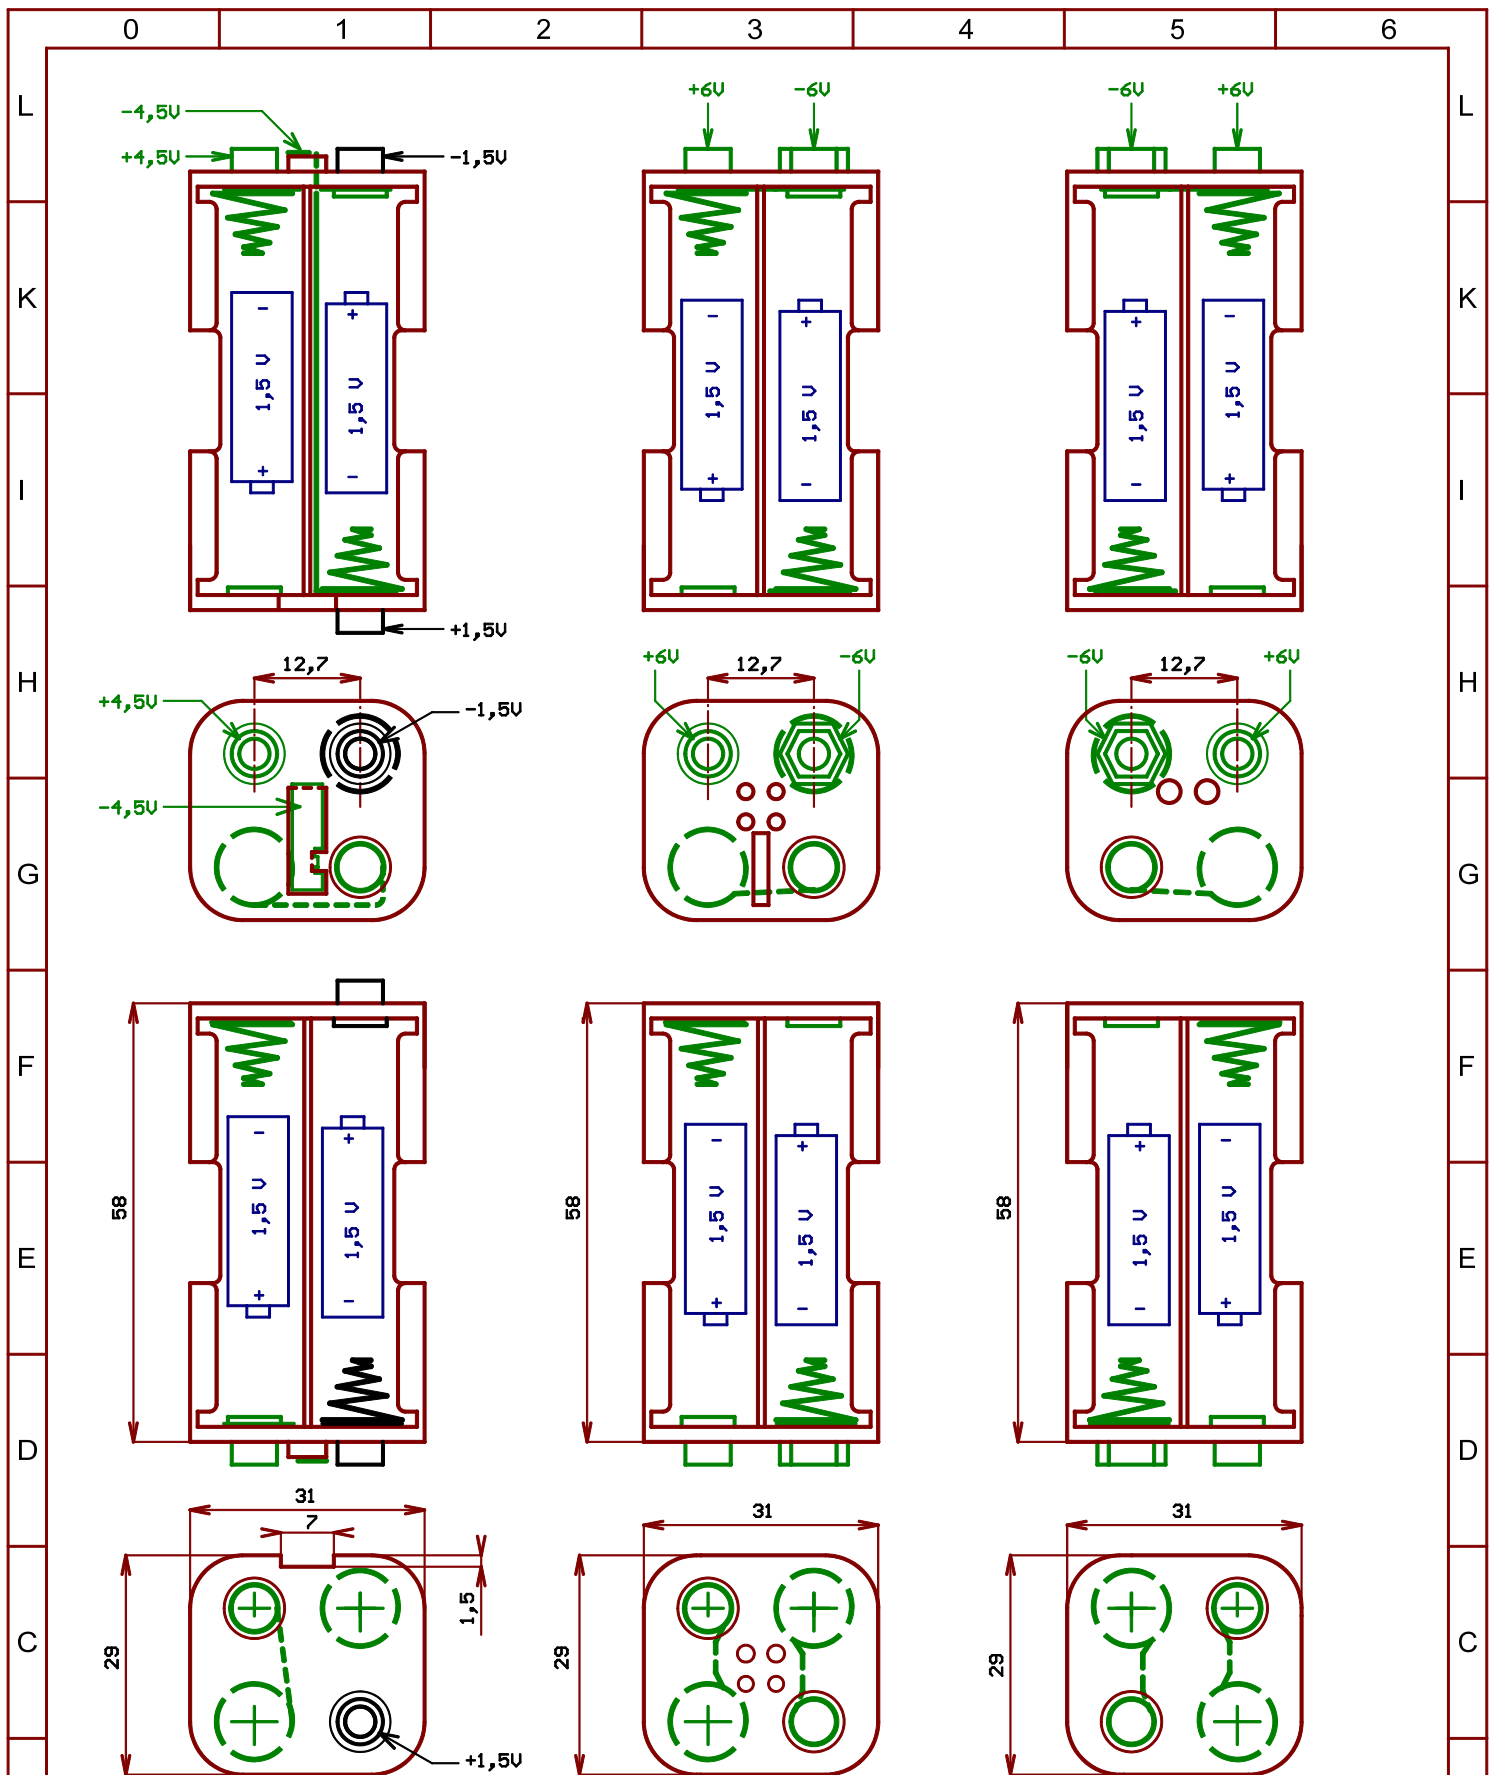 0 1 2 3 4 5 6
L L
-4,5V +6V -6V -6V +6V
+4,5V -1,5V
K K
- + - + + -
1,5 V 1,5 V 1,5 V 1,5 V 1,5 V 1,5 V
+ - + - - +
I I
+1,5V
H H
12,7 +6V 12,7 -6V -6V 12,7 +6V
+4,5V -1,5V
-4,5V
G G
F F
- + - + + -
58 1,5 V 1,5 V 58 1,5 V 1,5 V 58 1,5 V 1,5 V
E E
+ - + - - +
D D
31 31 31
7
1,5
C C
29 29 29
+1,5V